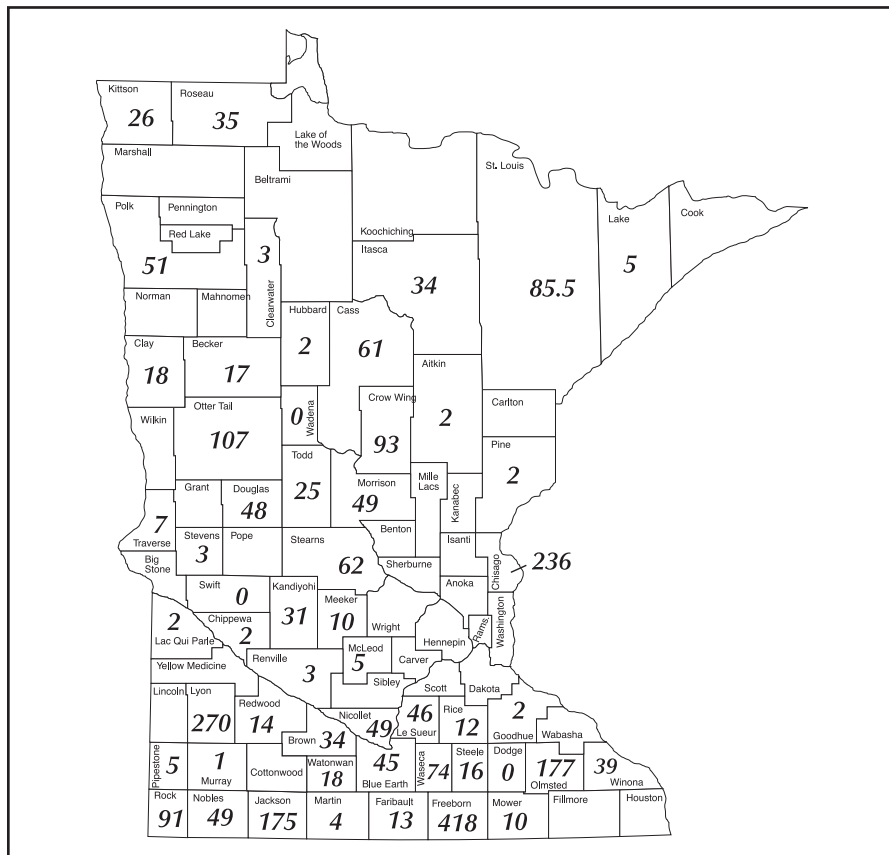 Kittson
26
Roseau
35
Lake of
the Woods
Marshall
Beltrami
St. Louis
85.5
Koochiching
Lake
5
Cook
Polk
51
Pennington
Red Lake
3
Clearwater
Itasca
34
Norman
Mahnomen
Hubbard
2
Cass
61
Clay
18
Becker
17
Aitkin
2
Crow Wing
93
Carlton
Otter Tail
107
0
Wadena
Wilkin
Pine
2
Todd
25
Morrison
49
Mille
Lacs
Kanabec
Grant
Douglas
48
7
Traverse
Stevens
3
Pope
Stearns
62
Benton
Isanti
Chisago
236
Big
Stone
Sherburne
Anoka
Swift
0
Kandiyohi
31
Meeker
10
Wright
Hennepin
Rams.
Washington
2
Lac Qui Parle
Chippewa
2
Yellow Medicine
Renville
3
McLeod
5
Carver
Sibley
Scott
Dakota
Lincoln
Lyon
270
Redwood
14
Nicollet
49
46
Le Sueur
Rice
12
2
Goodhue
Wabasha
Brown
34
Pipestone
5
1
Murray
Cottonwood
Watonwan
18
45
Blue Earth
Waseca
74
Steele
16
Dodge
0
177
Olmsted
39
Winona
Rock
91
Nobles
49
Jackson
175
Martin
4
Faribault
13
Freeborn
418
Mower
10
Fillmore
Houston